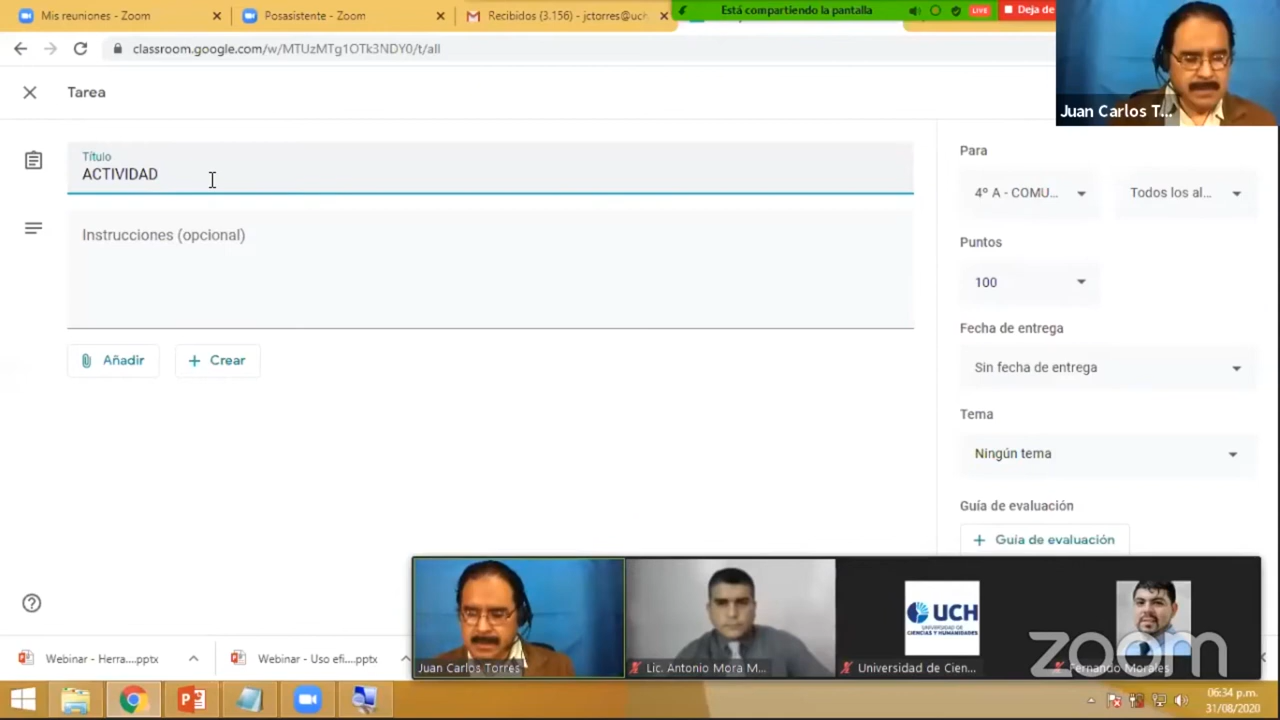 Mis reuniones - Zoom
Posasistente - Zoom
Recibidos (3.156) - jctorres@uch
Está compartiendo la pantalla
LIVE
Deja de
classroom.google.com/w/MTUzMTg1OTk3NDY0/t/all
Tarea
Juan Carlos T...
Título
ACTIVIDAD
Instrucciones (opcional)
Añadir
+ Crear
Para
4º A - COMU...
Todos los al...
Puntos
100
Fecha de entrega
Sin fecha de entrega
Tema
Ningún tema
Guía de evaluación
+ Guía de evaluación
UCH
UNIVERSIDAD DE
CIENCIAS Y HUMANIDADES
Juan Carlos Torres
Lic. Antonio Mora M...
Universidad de Cien...
Fernando Morales
zoom
Webinar - Herra....pptx
Webinar - Uso efi....pptx
06:34 p.m.
31/08/2020